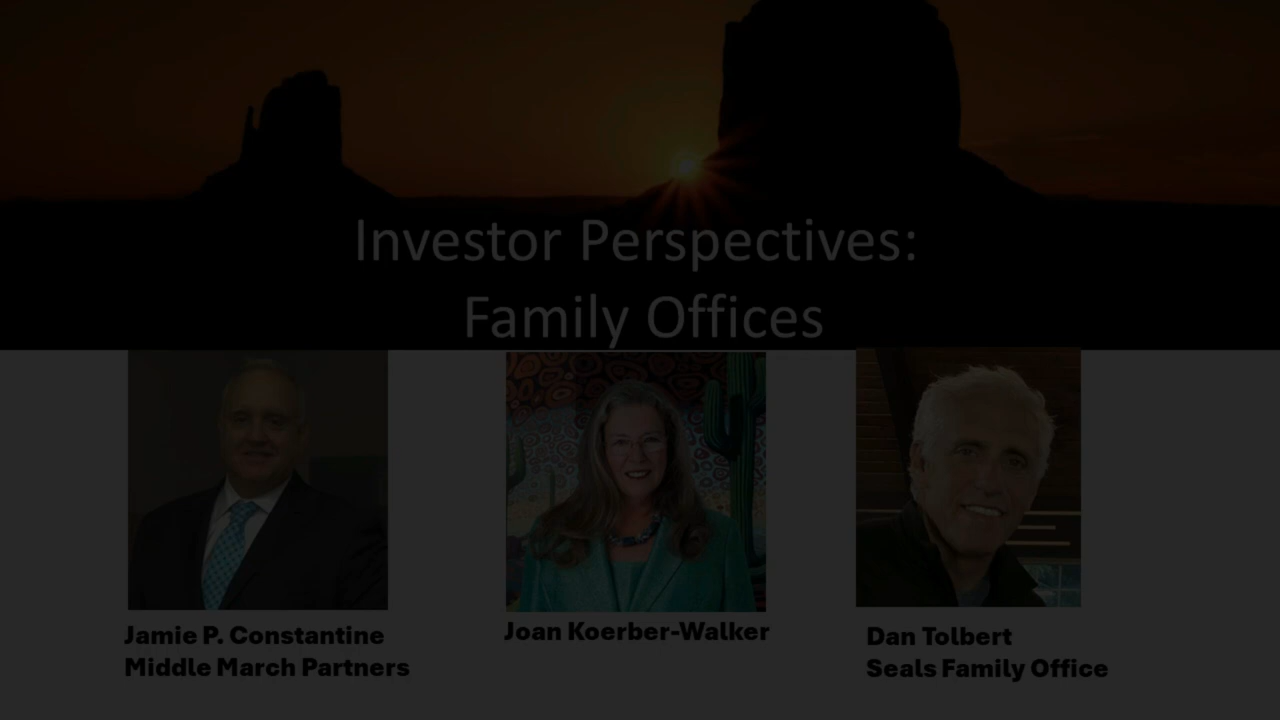 Investor Perspectives:
Family Offices
Jamie P. Constantine
Middle March Partners
Joan Koerber-Walker
Dan Tolbert
Seals Family Office